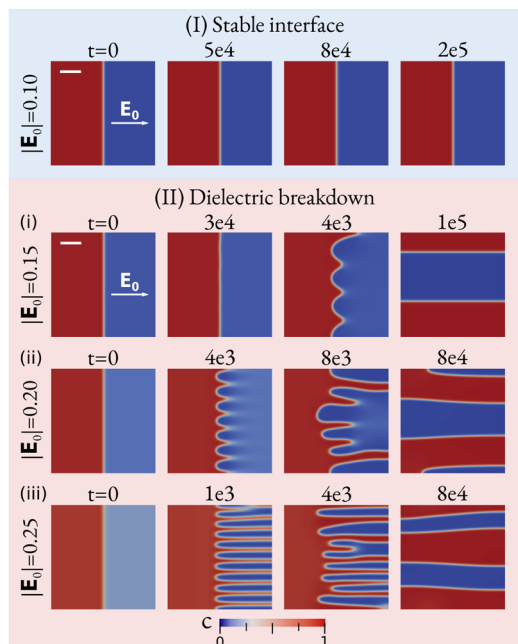 (I) Stable interface
t=0 5e4 8e4 2e5
|E₀|=0.10
E₀
(II) Dielectric breakdown
(i) t=0 3e4 4e3 1e5
|E₀|=0.15
E₀
(ii) t=0 4e3 8e3 8e4
|E₀|=0.20
(iii) t=0 1e3 4e3 8e4
|E₀|=0.25
c
0 1